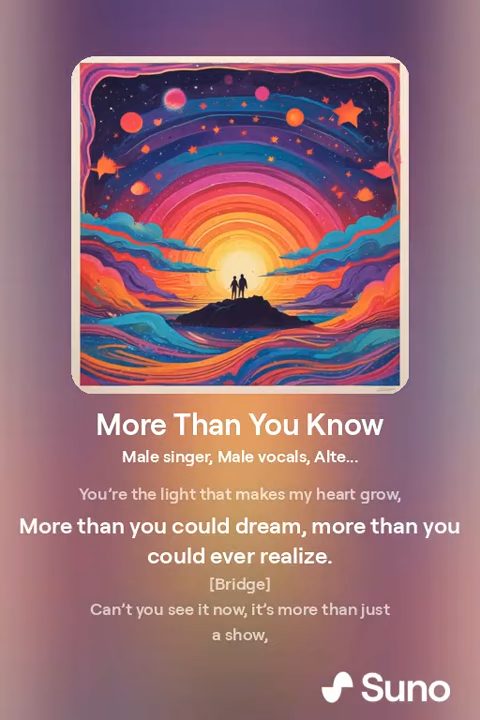 More Than You Know
Male singer, Male vocals, Alte...
You're the light that makes my heart grow,
More than you could dream, more than you
could ever realize.
[Bridge]
Can't you see it now, it's more than just
a show,
Suno